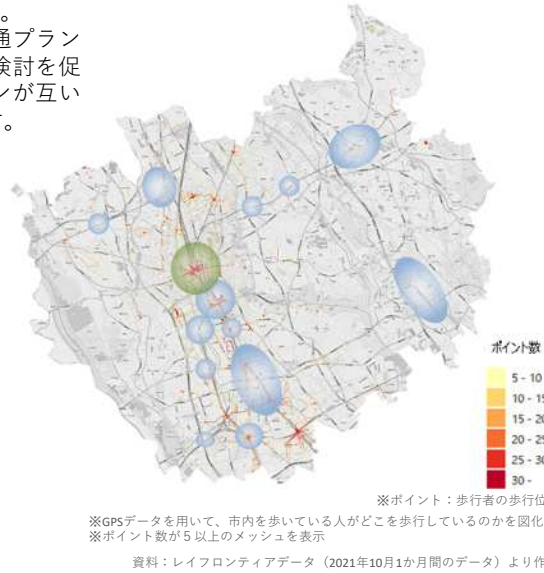 。
通プラン
検討を促
ンが互い
す。
ポイント数
5 - 10
10 - 15
15 - 20
20 - 25
25 - 30
30 -
※ポイント：歩行者の歩行位
※GPSデータを用いて、市内を歩いている人がどこを歩行しているのかを図化
※ポイント数が５以上のメッシュを表示
資料：レイフロンティアデータ（2021年10月1か月間のデータ）より作